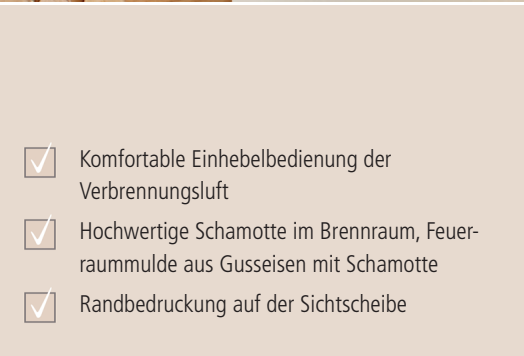 Komfortable Einhebelbedienung der
Verbrennungsluft
Hochwertige Schamotte im Brennraum, Feuer-
raummulde aus Gusseisen mit Schamotte
Randbedruckung auf der Sichtscheibe